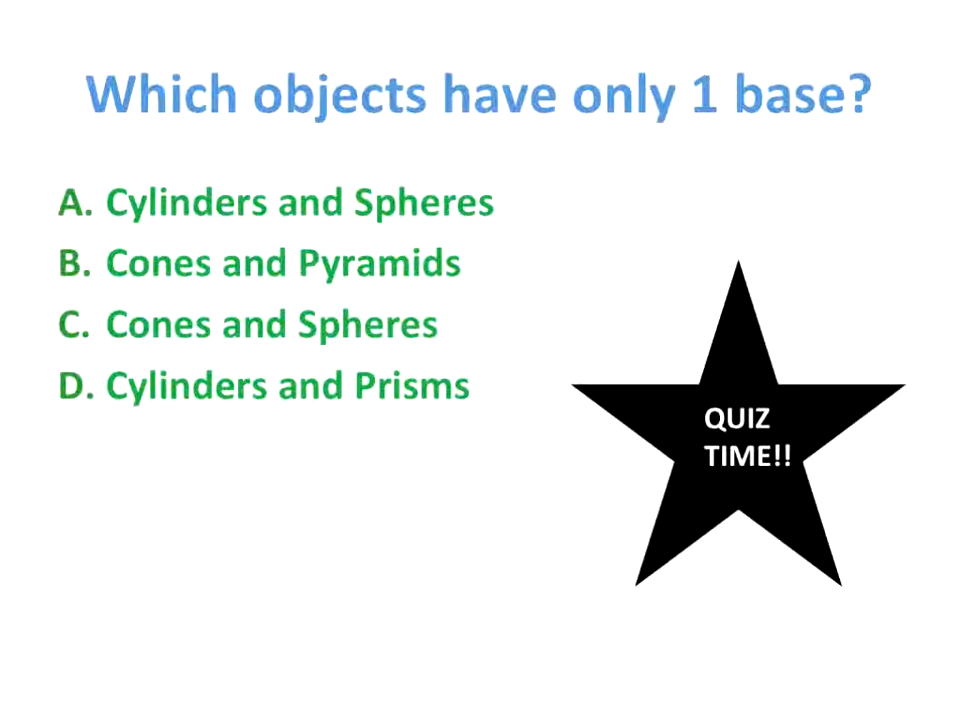 Which objects have only 1 base?
A. Cylinders and Spheres
B. Cones and Pyramids
C. Cones and Spheres
D. Cylinders and Prisms
QUIZ
TIME!!